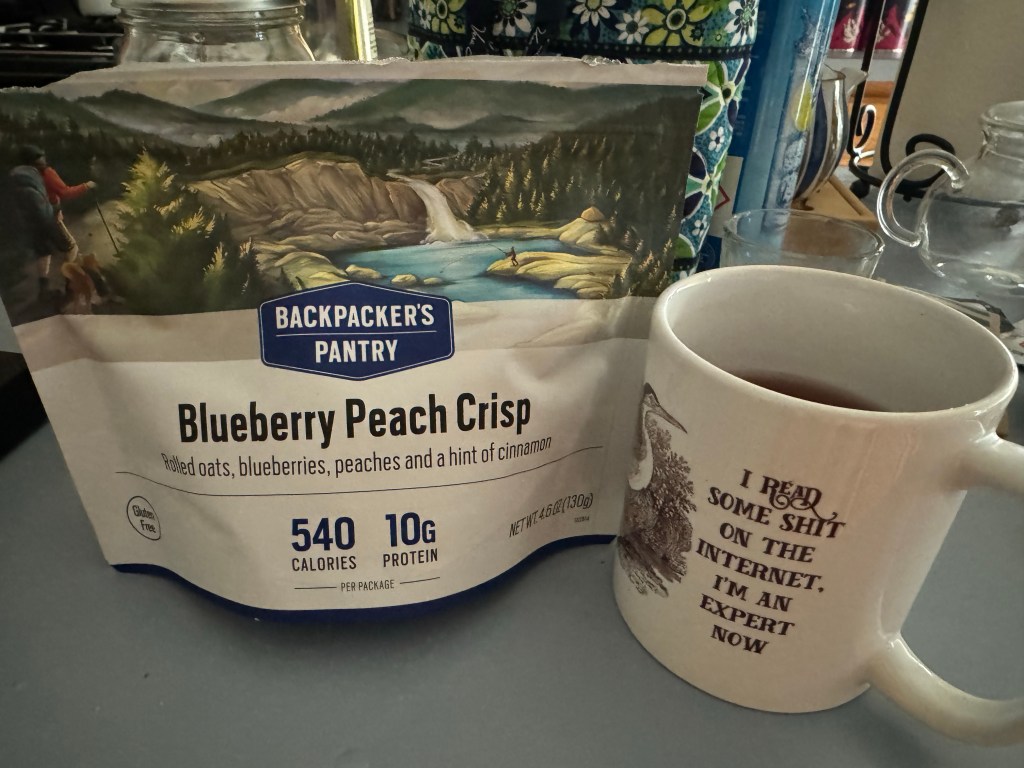 BACKPACKER'S
PANTRY
Blueberry Peach Crisp
Rolled oats, blueberries, peaches and a hint of cinnamon
Gluten
Free
540
CALORIES
10G
PROTEIN
PER PACKAGE
NET WT. 4.6 OZ (130g)
I READ
SOME SHIT
ON THE
INTERNET,
I'M AN
EXPERT
NOW